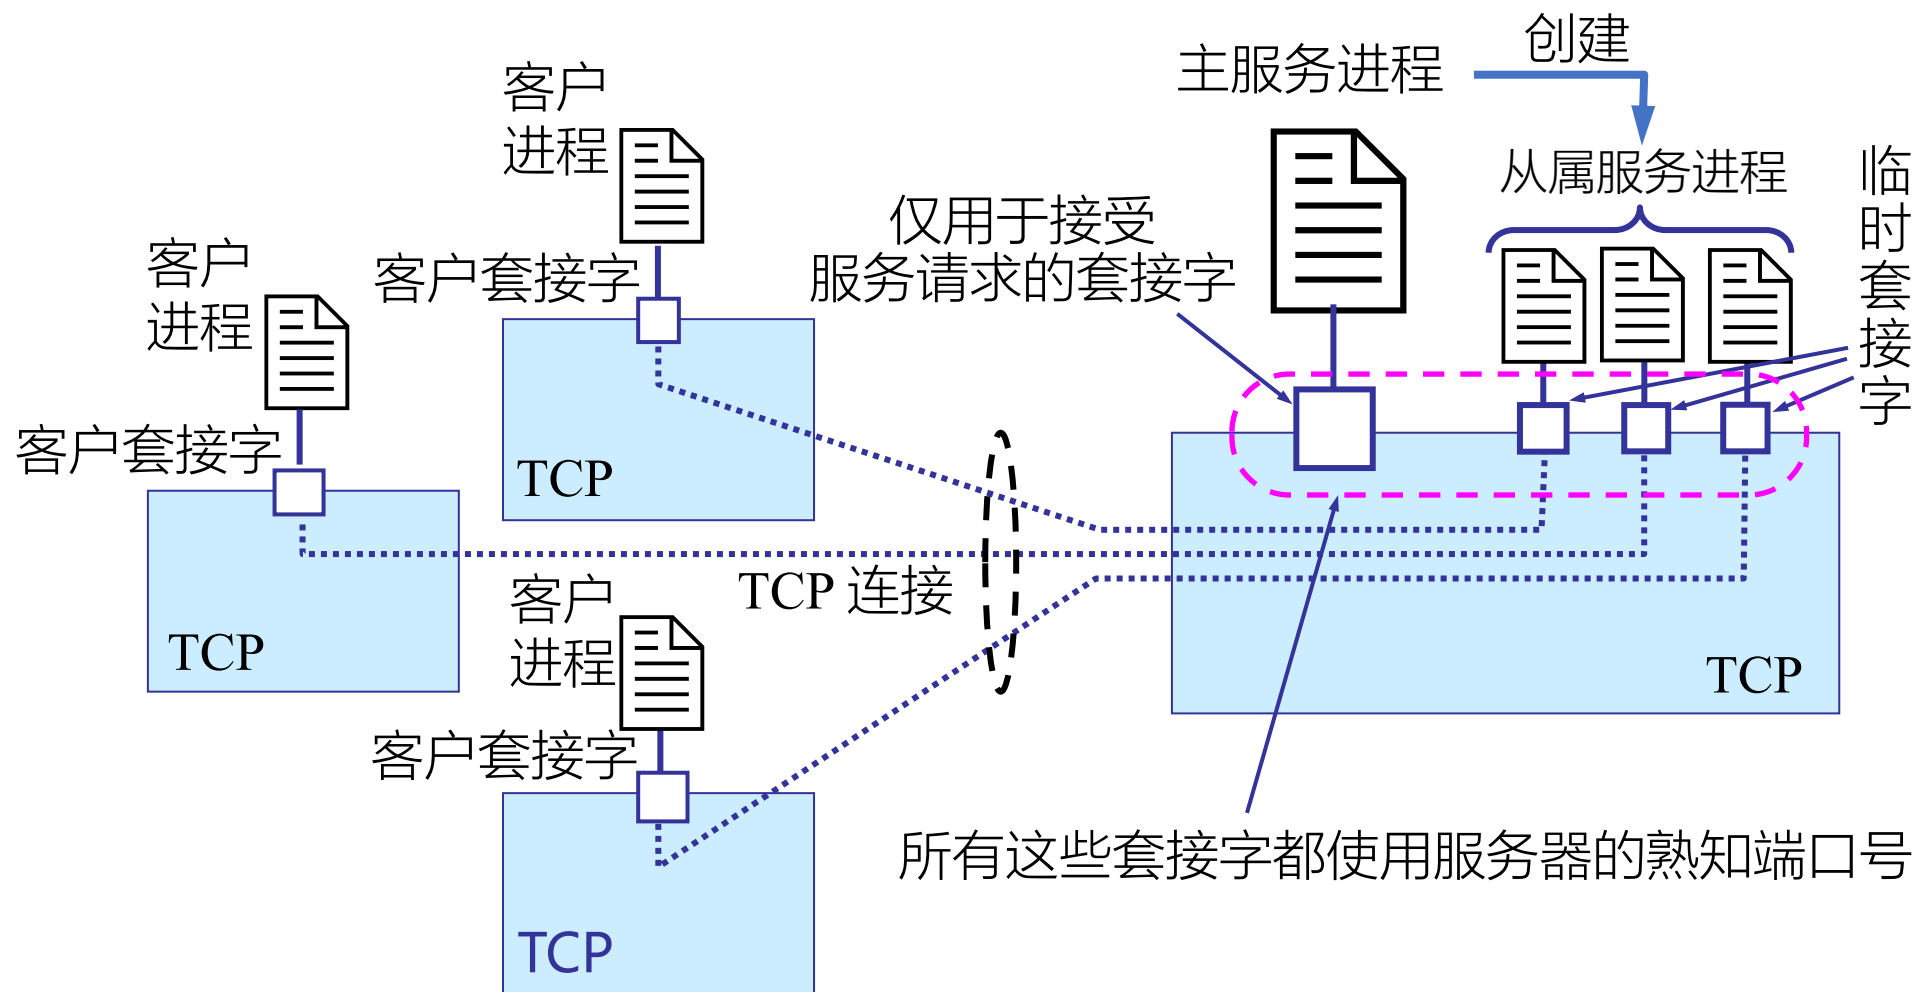 创建
主服务进程
客户
进程
从属服务进程
临时套接字
仅用于接受
服务请求的套接字
客户套接字
客户
进程
客户套接字
TCP
TCP
TCP 连接
客户
进程
TCP
客户套接字
所有这些套接字都使用服务器的熟知端口号
TCP